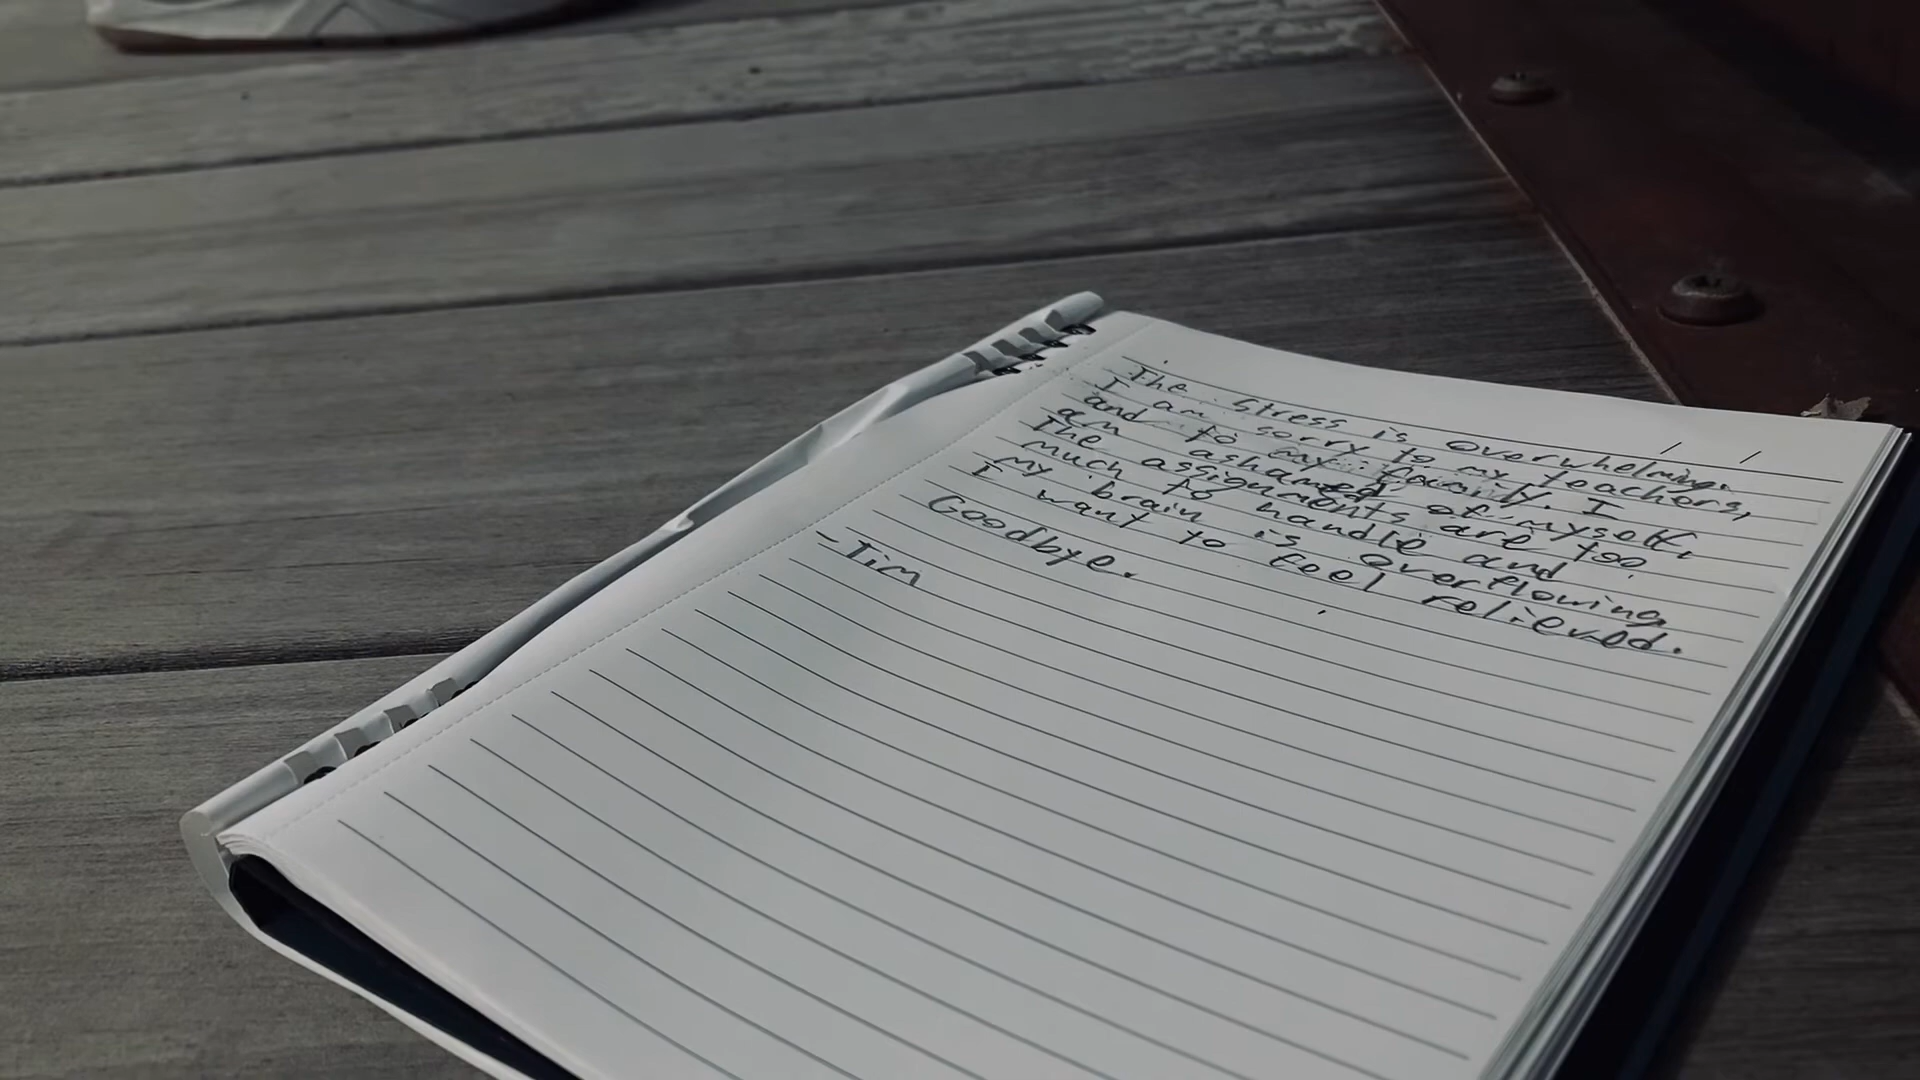 The stress is overwhelming.
I am sorry to my teachers,
and to my family. I
am ashamed of myself.
The assignments are too
much to handle and
my brain is overflowing.
I want to feel relieved.
Goodbye.
-Tim